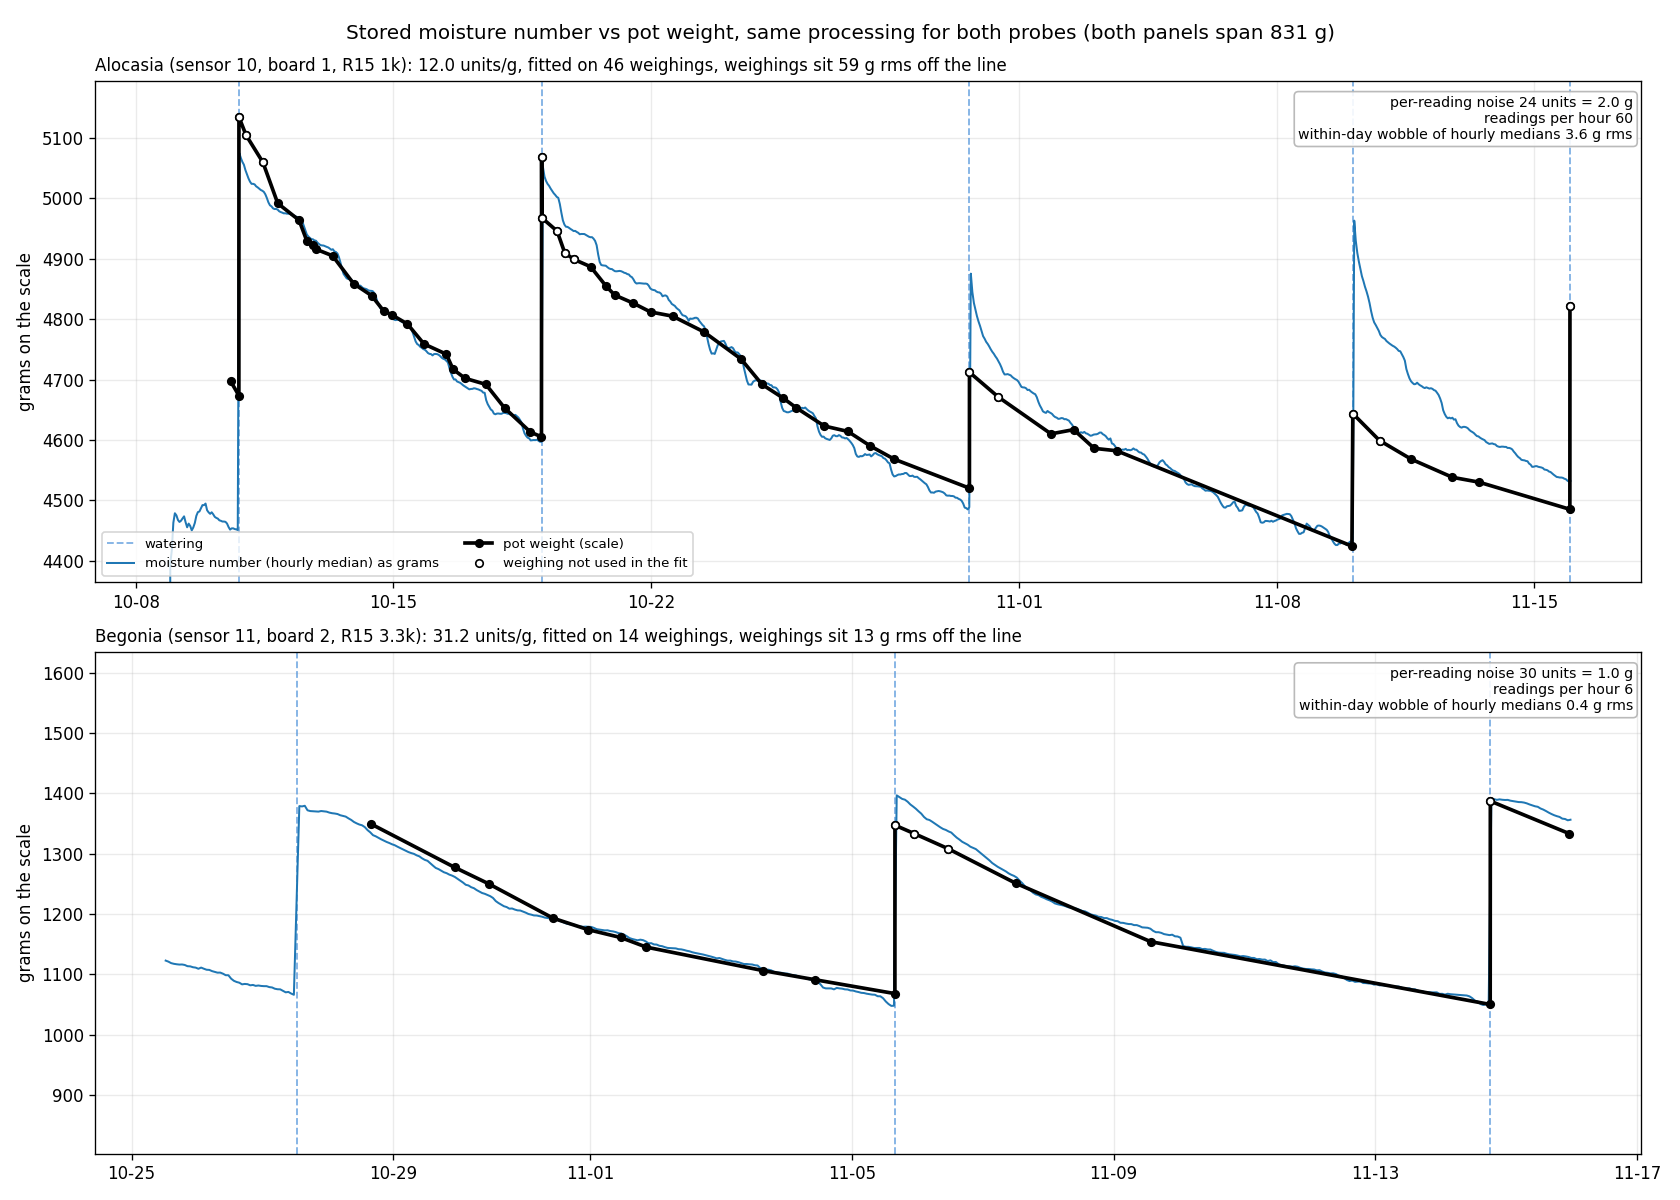 Stored moisture number vs pot weight, same processing for both probes (both panels span 831 g)
Alocasia (sensor 10, board 1, R15 1k): 12.0 units/g, fitted on 46 weighings, weighings sit 59 g rms off the line
per-reading noise 24 units = 2.0 g
readings per hour 60
within-day wobble of hourly medians 3.6 g rms
grams on the scale
5100
5000
4900
4800
4700
4600
4500
4400
watering
moisture number (hourly median) as grams
pot weight (scale)
weighing not used in the fit
10-08 10-15 10-22 11-01 11-08 11-15
Begonia (sensor 11, board 2, R15 3.3k): 31.2 units/g, fitted on 14 weighings, weighings sit 13 g rms off the line
per-reading noise 30 units = 1.0 g
readings per hour 6
within-day wobble of hourly medians 0.4 g rms
grams on the scale
1600
1500
1400
1300
1200
1100
1000
900
10-25 10-29 11-01 11-05 11-09 11-13 11-17